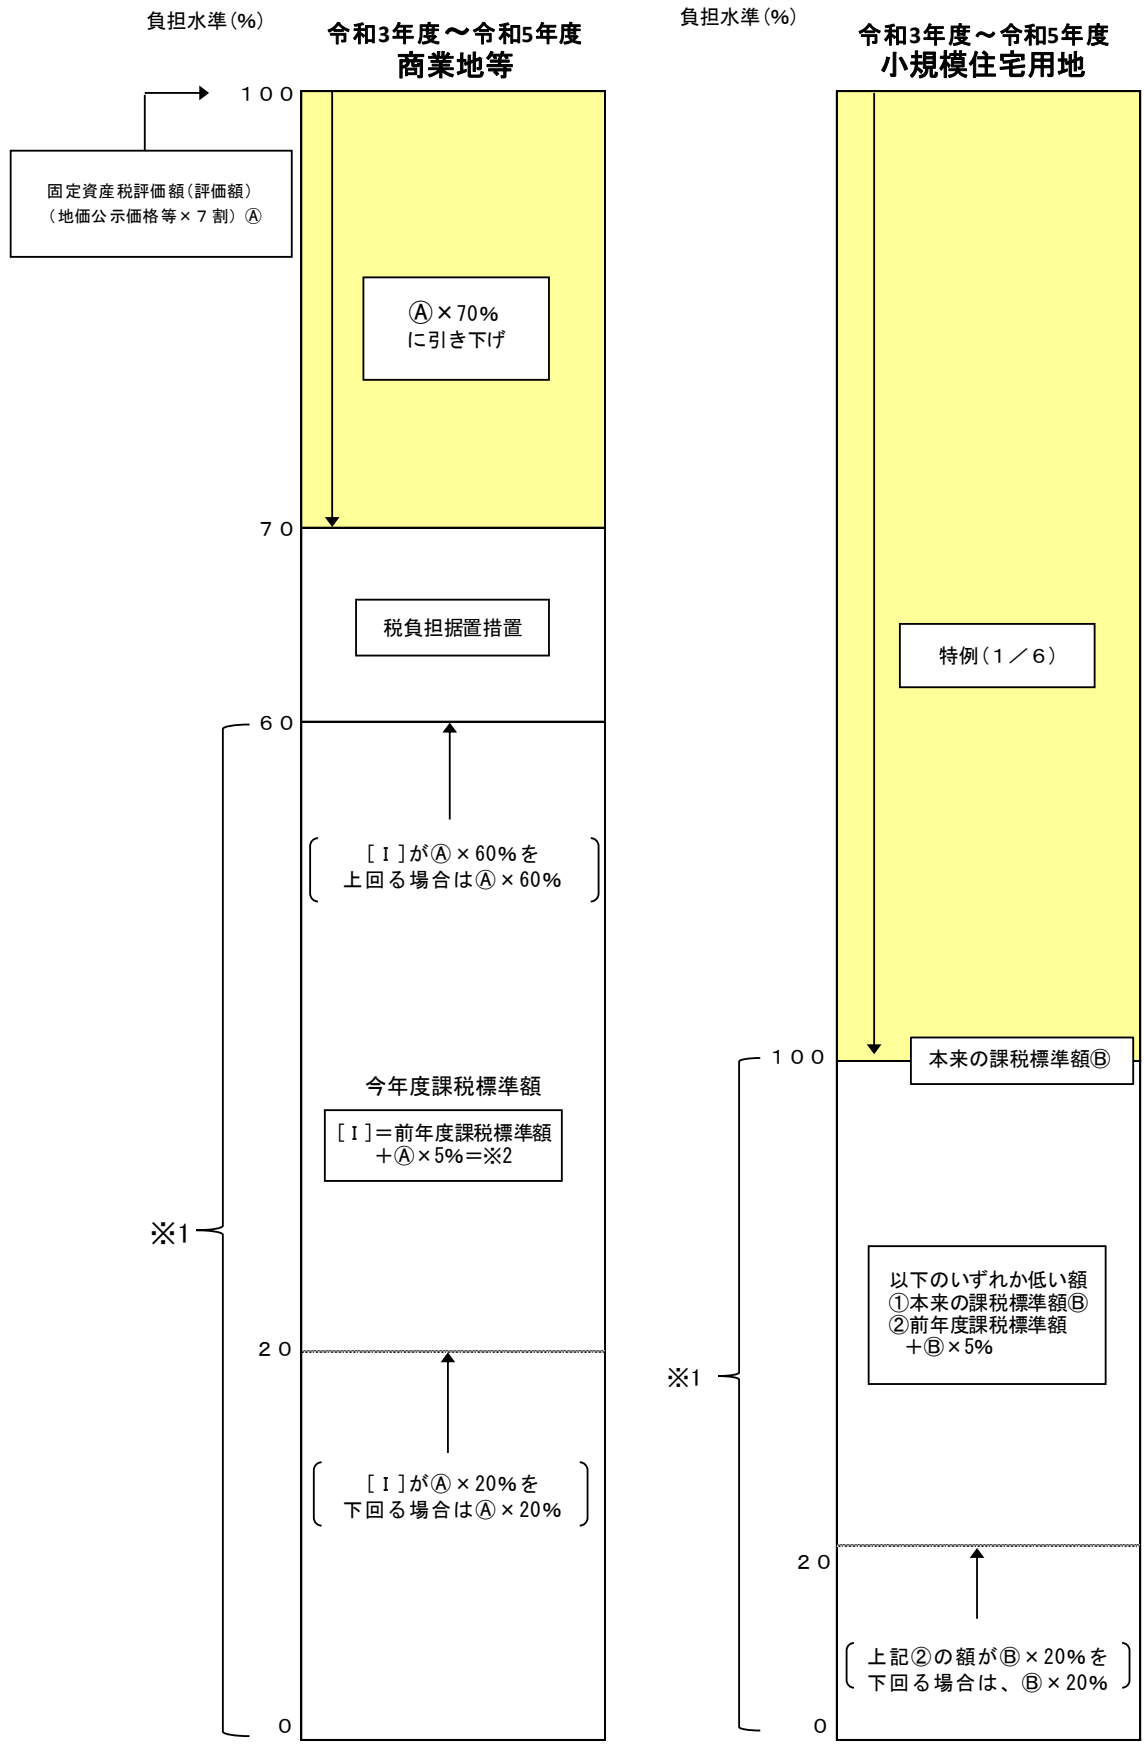 負担水準(%)
令和3年度～令和5年度
商業地等
100
固定資産税評価額(評価額)
(地価公示価格等×7割) Ⓐ
Ⓐ×70%
に引き下げ
70
税負担据置措置
60
[Ⅰ]がⒶ×60%を
上回る場合はⒶ×60%
今年度課税標準額
[Ⅰ]=前年度課税標準額
+Ⓐ×5%=※2
※1
20
[Ⅰ]がⒶ×20%を
下回る場合はⒶ×20%
0
負担水準(%)
令和3年度～令和5年度
小規模住宅用地
特例(1/6)
100
本来の課税標準額Ⓑ
以下のいずれか低い額
①本来の課税標準額Ⓑ
②前年度課税標準額
+Ⓑ×5%
※1
20
上記②の額がⒷ×20%を
下回る場合は、Ⓑ×20%
0